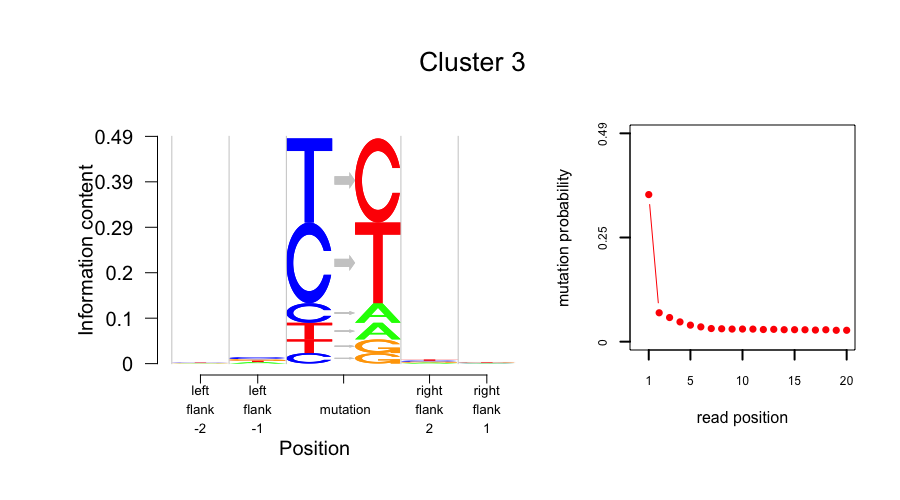 Cluster 3
Information content
0.49
0.39
0.29
0.2
0.1
0
T C
C T
C A
T A
T G
C G
left flank -2
left flank -1
mutation
right flank 2
right flank 1
Position
mutation probability
0.49
0.25
0
1 5 10 15 20
read position